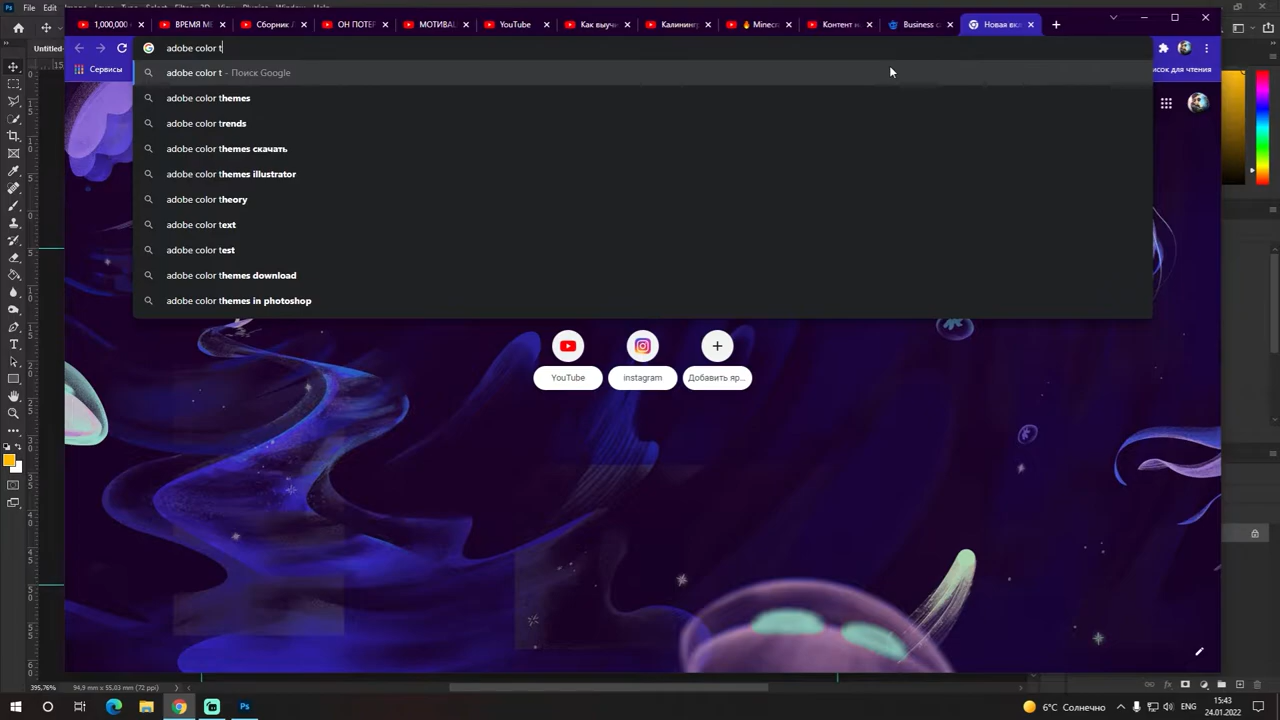 File Edit
Untitled-
1,000,000
ВРЕМЯ М
Сборник
ОН ПОТЕР
МОТИВАЦ
YouTube
Как выуч
Калининг
Minec
Контент н
Business c
Новая вкл
adobe color t
Сервисы
исок для чтения
adobe color t - Поиск Google
adobe color themes
adobe color trends
adobe color themes скачать
adobe color themes illustrator
adobe color theory
adobe color text
adobe color test
adobe color themes download
adobe color themes in photoshop
YouTube
instagram
Добавить яр...
395,76%
94,9 mm x 55,03 mm (72 ppi)
6°C Солнечно
15:43
24.01.2022